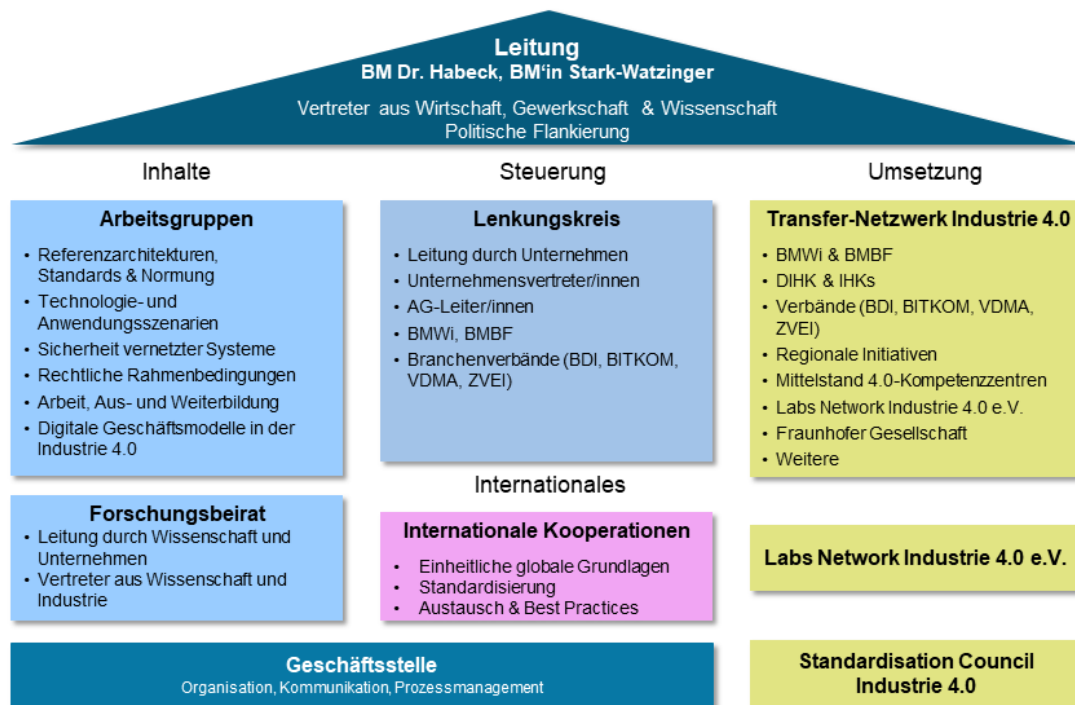 Leitung
BM Dr. Habeck, BM‘in Stark-Watzinger
Vertreter aus Wirtschaft, Gewerkschaft & Wissenschaft
Politische Flankierung
Inhalte
Arbeitsgruppen
• Referenzarchitekturen,
Standards & Normung
• Technologie- und
Anwendungsszenarien
• Sicherheit vernetzter Systeme
• Rechtliche Rahmenbedingungen
• Arbeit, Aus- und Weiterbildung
• Digitale Geschäftsmodelle in der
Industrie 4.0
Forschungsbeirat
• Leitung durch Wissenschaft und
Unternehmen
• Vertreter aus Wissenschaft und
Industrie
Steuerung
Lenkungskreis
• Leitung durch Unternehmen
• Unternehmensvertreter/innen
• AG-Leiter/innen
• BMWi, BMBF
• Branchenverbände (BDI, BITKOM,
VDMA, ZVEI)
Internationales
Internationale Kooperationen
• Einheitliche globale Grundlagen
• Standardisierung
• Austausch & Best Practices
Geschäftsstelle
Organisation, Kommunikation, Prozessmanagement
Umsetzung
Transfer-Netzwerk Industrie 4.0
• BMWi & BMBF
• DIHK & IHKs
• Verbände (BDI, BITKOM, VDMA,
ZVEI)
• Regionale Initiativen
• Mittelstand 4.0-Kompetenzzentren
• Labs Network Industrie 4.0 e.V.
• Fraunhofer Gesellschaft
• Weitere
Labs Network Industrie 4.0 e.V.
Standardisation Council
Industrie 4.0